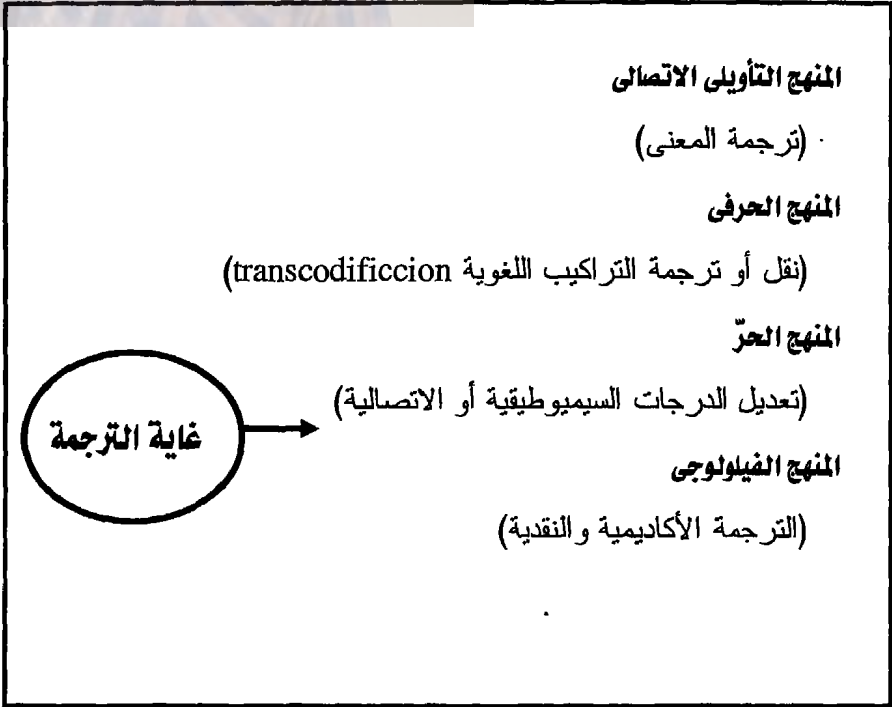 المنهج التأويلى الاتصالى
(ترجمة المعنى)
المنهج الحرفى
(نقل أو ترجمة التراكيب اللغوية transcodificcion)
المنهج الحرّ
(تعديل الدرجات السيميوطيقية أو الاتصالية)
غاية الترجمة
المنهج الفيلولوجى
(الترجمة الأكاديمية والنقدية)